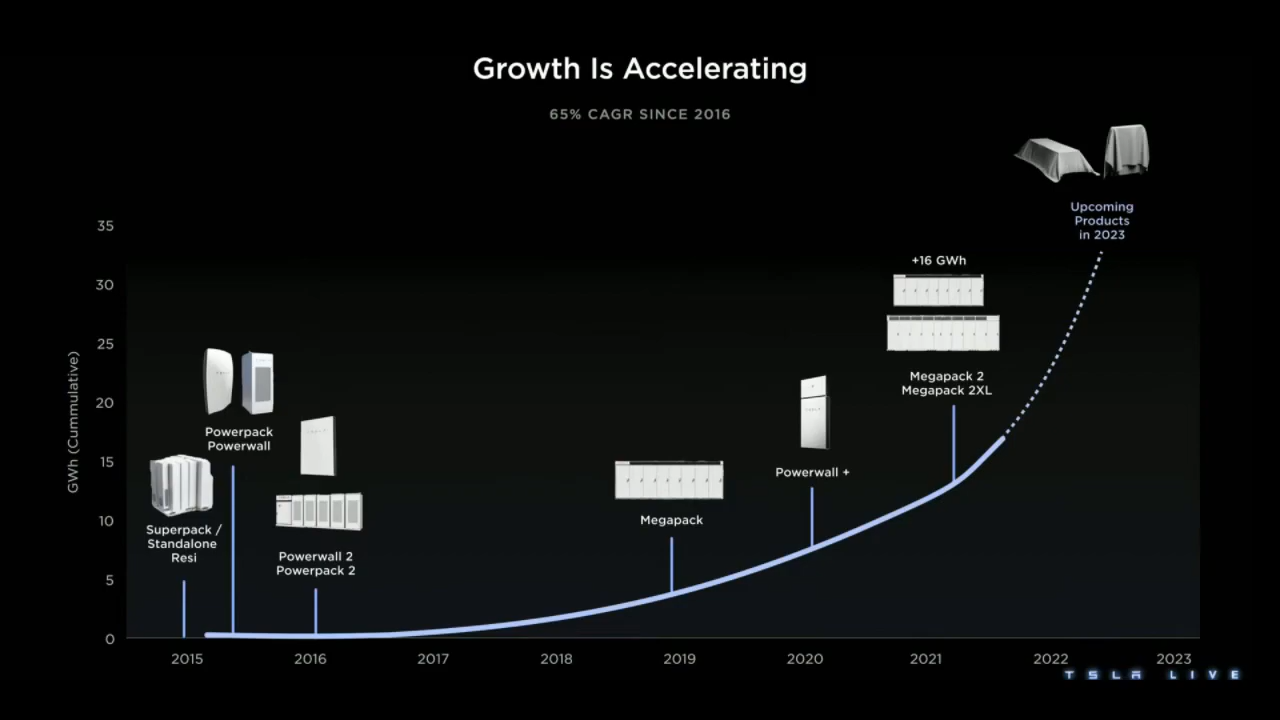 Growth Is Accelerating
65% CAGR SINCE 2016
Upcoming
Products
in 2023
+16 GWh
Megapack 2
Megapack 2XL
Powerwall +
Megapack
Powerpack
Powerwall
Superpack /
Standalone
Resi
Powerwall 2
Powerpack 2
GWh (Cummulative)
35
30
25
20
15
10
5
0
2015 2016 2017 2018 2019 2020 2021 2022 2023
TSLA LIVE